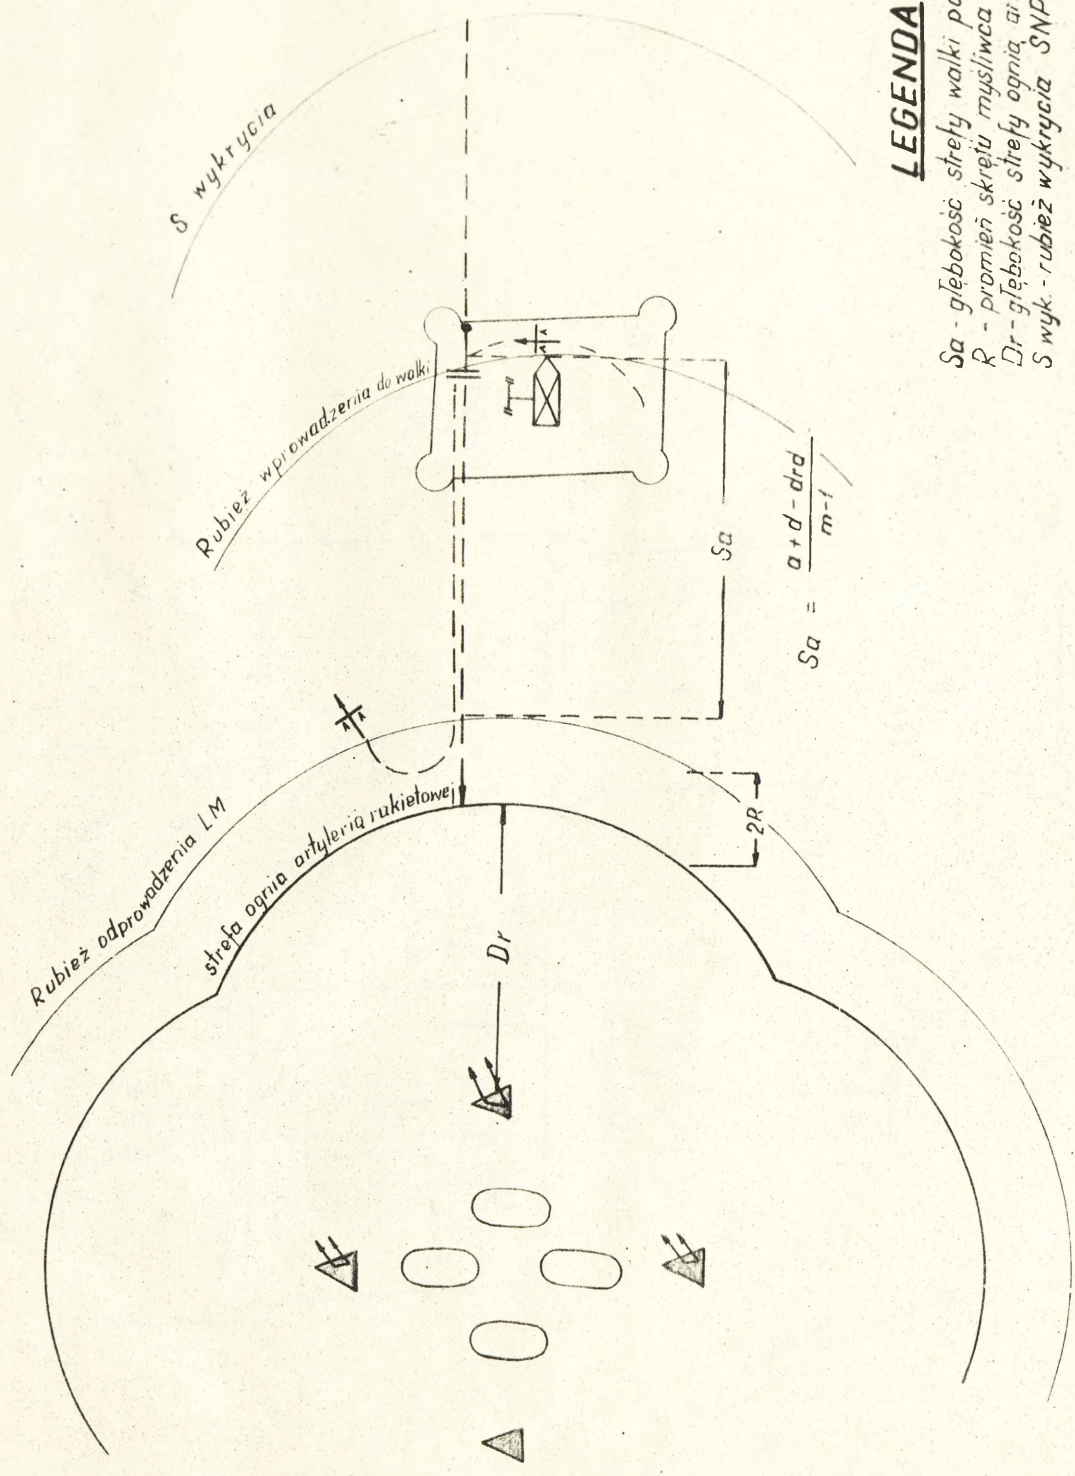 S wykrycia
Rubież wprowadzenia do walki
Rubież odprowadzenia LM
strefa ognia artylerią rakietowej
Dr
2R
Sa
Sa = a + d - drd
m-1
LEGENDA
Sa - głębokość strefy walki
R - promień skrętu myśliwca
Dr - głębokość strefy ognia
S wyk. - rubież wykrycia SNP